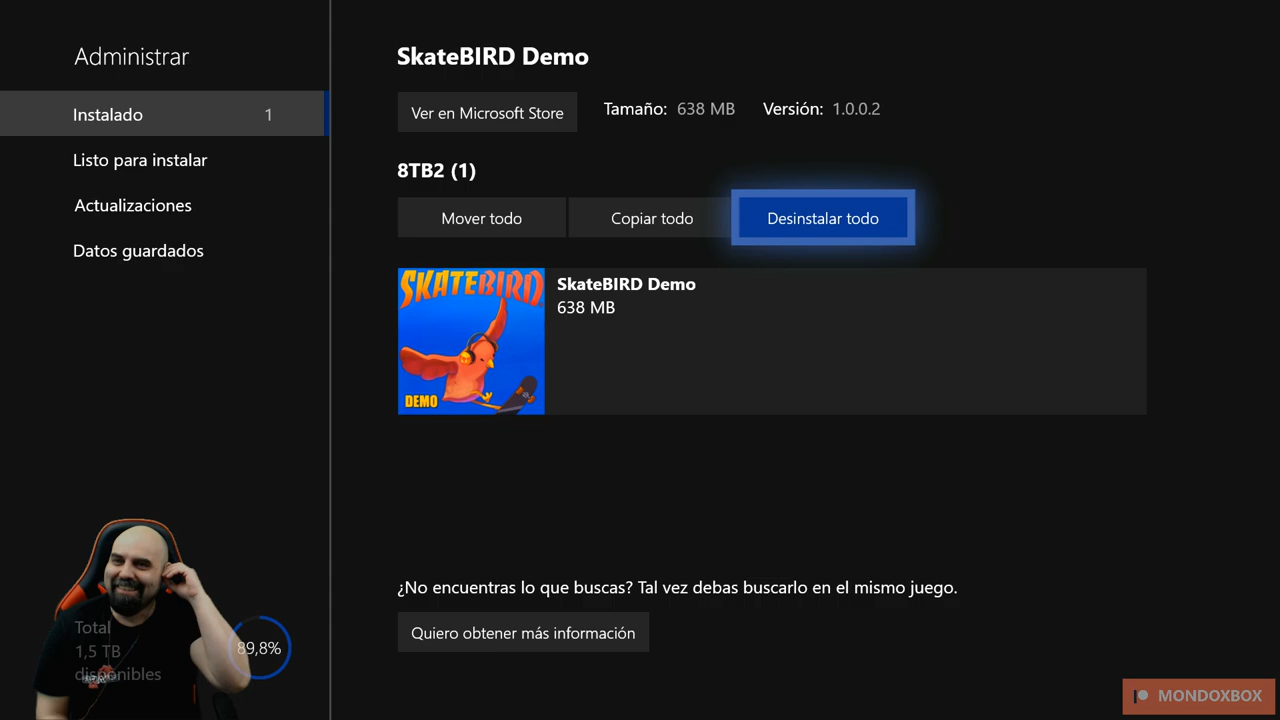 Administrar
Instalado 1
Listo para instalar
Actualizaciones
Datos guardados
SkateBIRD Demo
Ver en Microsoft Store
Tamaño: 638 MB
Versión: 1.0.0.2
8TB2 (1)
Mover todo
Copiar todo
Desinstalar todo
SKATEBIRD
DEMO
SkateBIRD Demo
638 MB
¿No encuentras lo que buscas? Tal vez debas buscarlo en el mismo juego.
Quiero obtener más información
Total
1,5 TB
disponibles
89,8%
MONDOXBOX